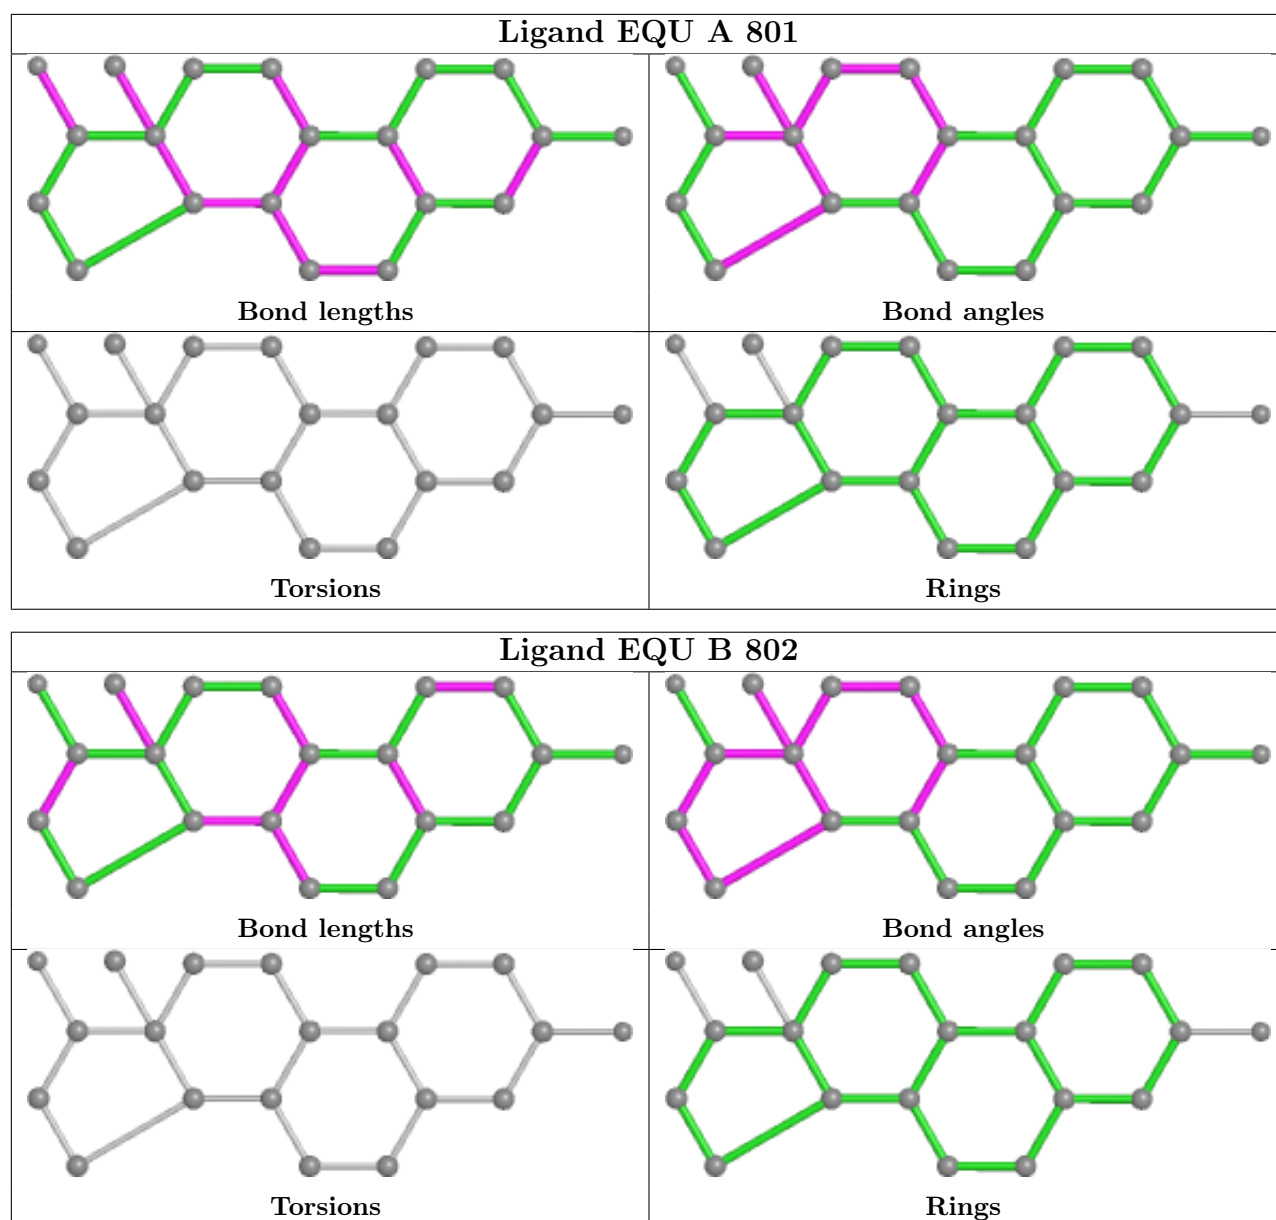 Ligand EQU A 801
Bond lengths
Bond angles
Torsions
Rings
Ligand EQU B 802
Bond lengths
Bond angles
Torsions
Rings